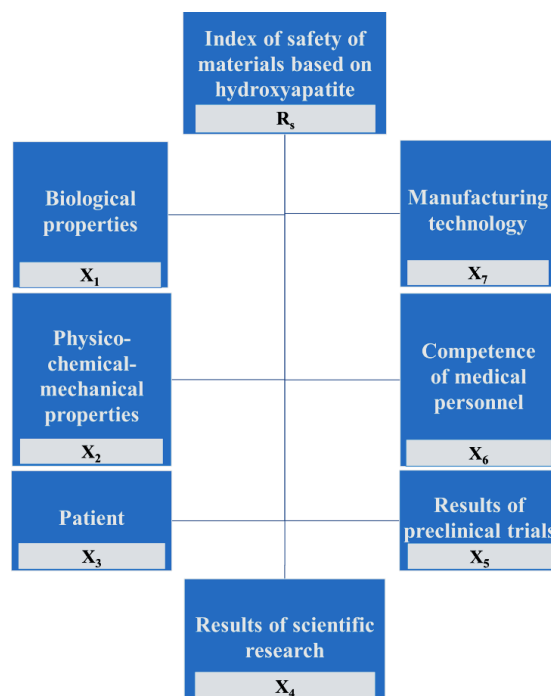 Index of safety of
materials based on
hydroxyapatite
Rs
Biological
properties
X1
Manufacturing
technology
X7
Physico-
chemical-
mechanical
properties
X2
Competence
of medical
personnel
X6
Patient
X3
Results of
preclinical trials
X5
Results of scientific
research
X4